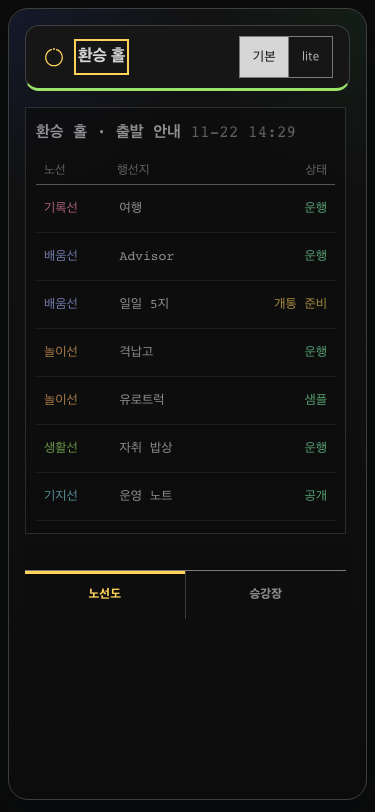 환승 홀 기본 lite
환승 홀 · 출발 안내 11-22 14:29
노선 행선지 상태
기록선 여행 운행
배움선 Advisor 운행
배움선 일일 5지 개통 준비
놀이선 격납고 운행
놀이선 유로트럭 샘플
생활선 자취 밥상 운행
기지선 운영 노트 공개
노선도 승강장